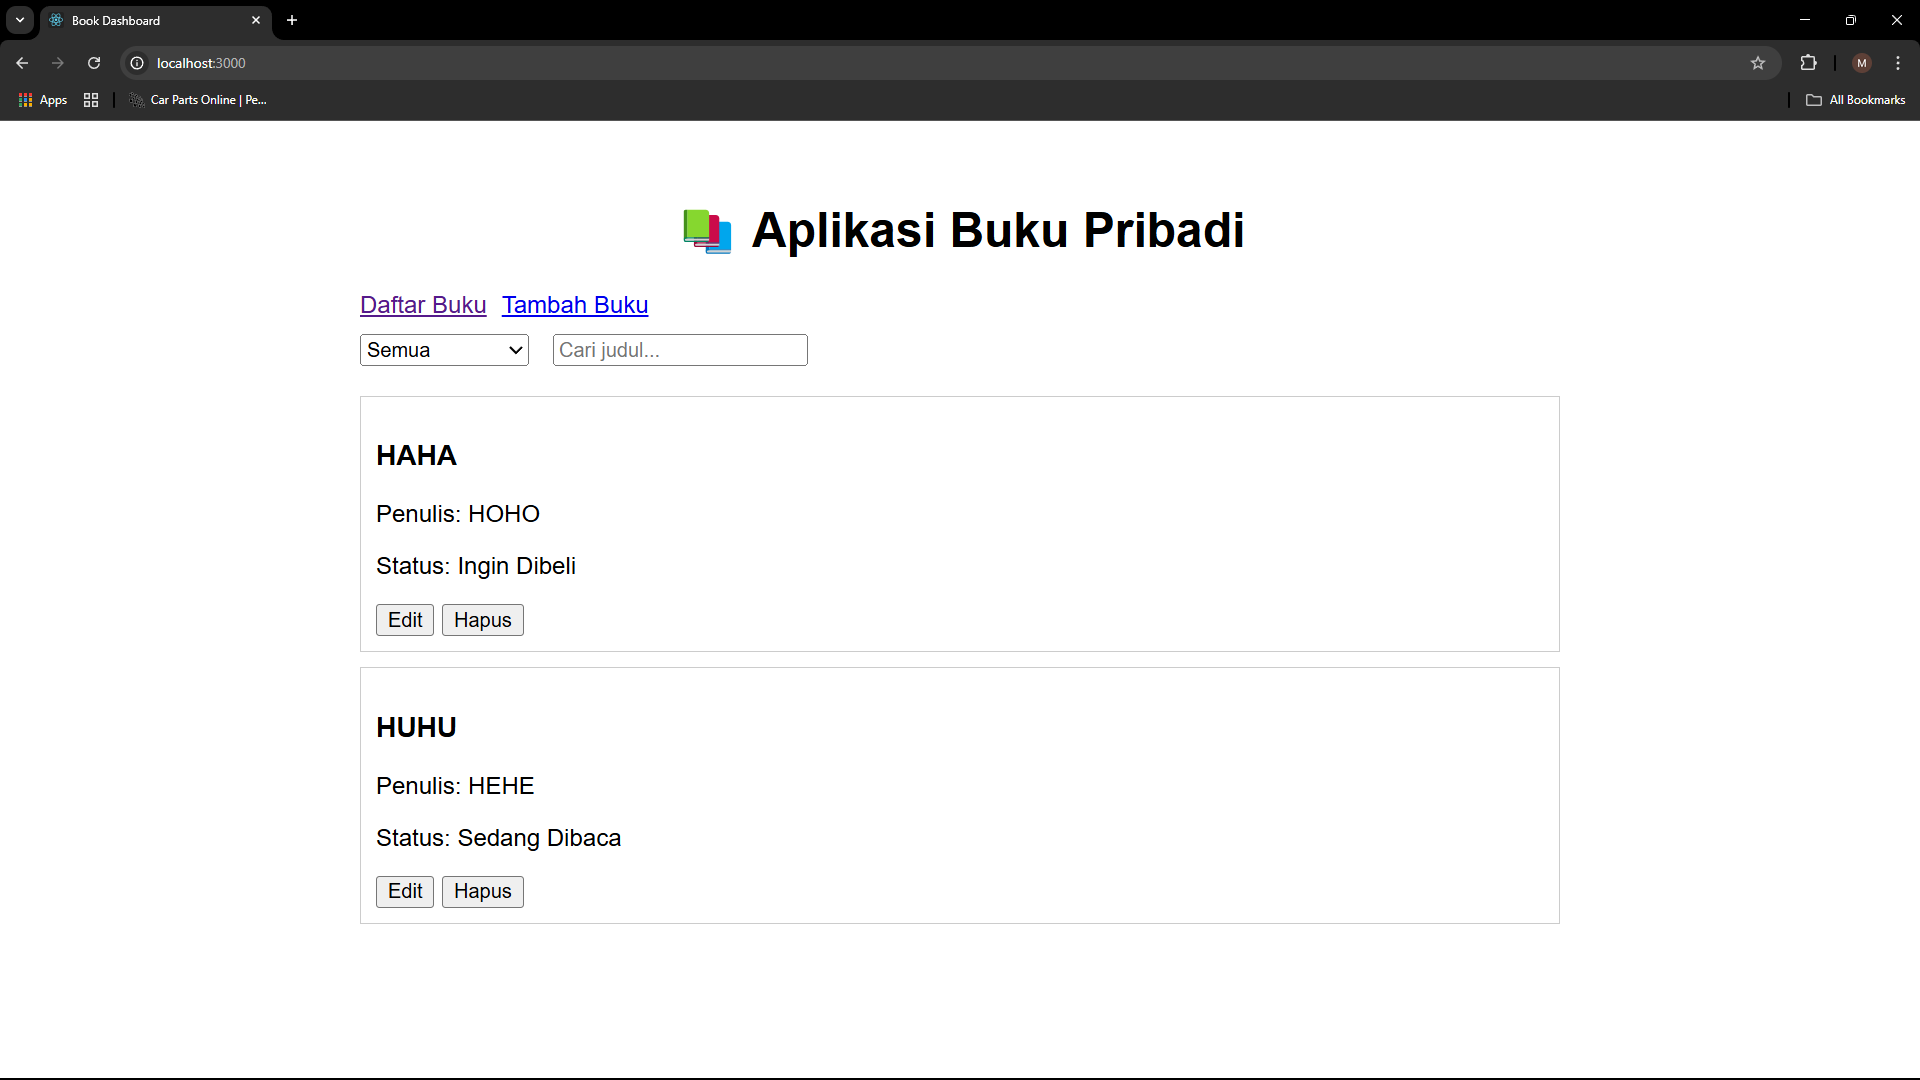 Book Dashboard
localhost:3000
Apps
Car Parts Online | Pe...
All Bookmarks
M
Aplikasi Buku Pribadi
Daftar Buku Tambah Buku
Semua Cari judul...
HAHA
Penulis: HOHO
Status: Ingin Dibeli
Edit Hapus
HUHU
Penulis: HEHE
Status: Sedang Dibaca
Edit Hapus